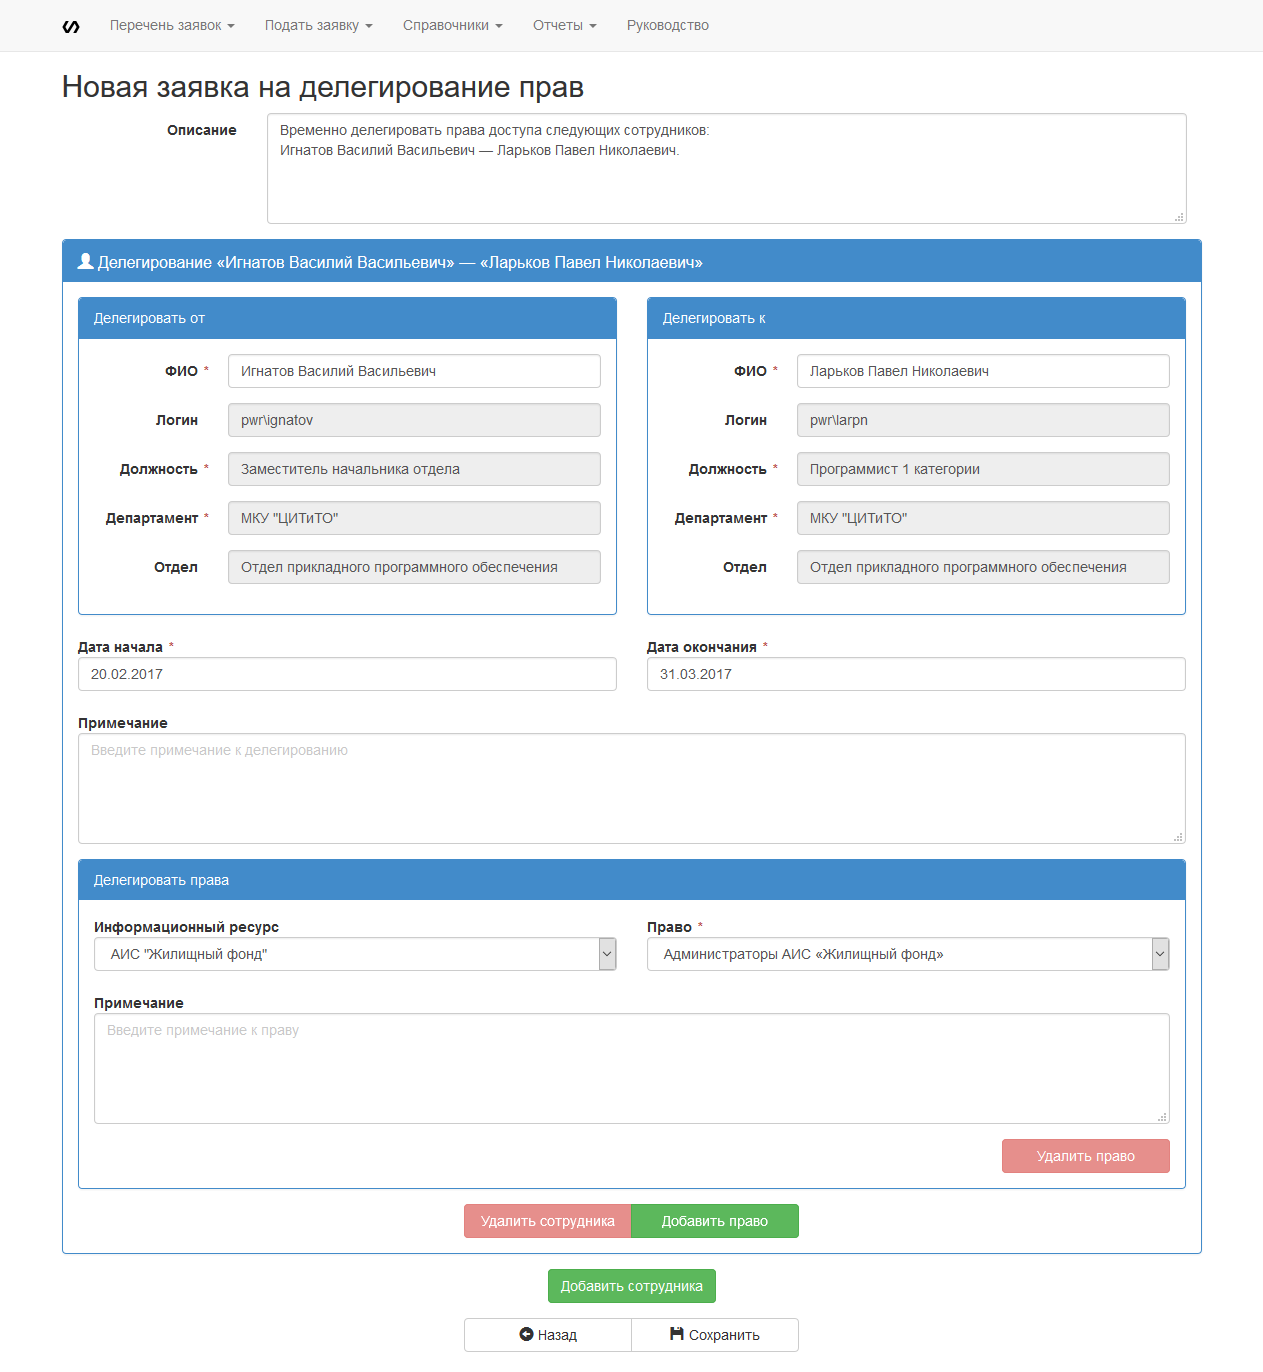 Перечень заявок Подать заявку Справочники Отчеты Руководство
Новая заявка на делегирование прав
Описание
Временно делегировать права доступа следующих сотрудников:
Игнатов Василий Васильевич — Ларьков Павел Николаевич.
Делегирование «Игнатов Василий Васильевич» — «Ларьков Павел Николаевич»
Делегировать от
ФИО * Игнатов Василий Васильевич
Логин pwr\ignatov
Должность * Заместитель начальника отдела
Департамент * МКУ "ЦИТиТО"
Отдел Отдел прикладного программного обеспечения
Делегировать к
ФИО * Ларьков Павел Николаевич
Логин pwr\larpn
Должность * Программист 1 категории
Департамент * МКУ "ЦИТиТО"
Отдел Отдел прикладного программного обеспечения
Дата начала * Дата окончания *
20.02.2017 31.03.2017
Примечание
Введите примечание к делегированию
Делегировать права
Информационный ресурс Право *
АИС "Жилищный фонд" Администраторы АИС «Жилищный фонд»
Примечание
Введите примечание к праву
Удалить право
Удалить сотрудника Добавить право
Добавить сотрудника
Назад Сохранить